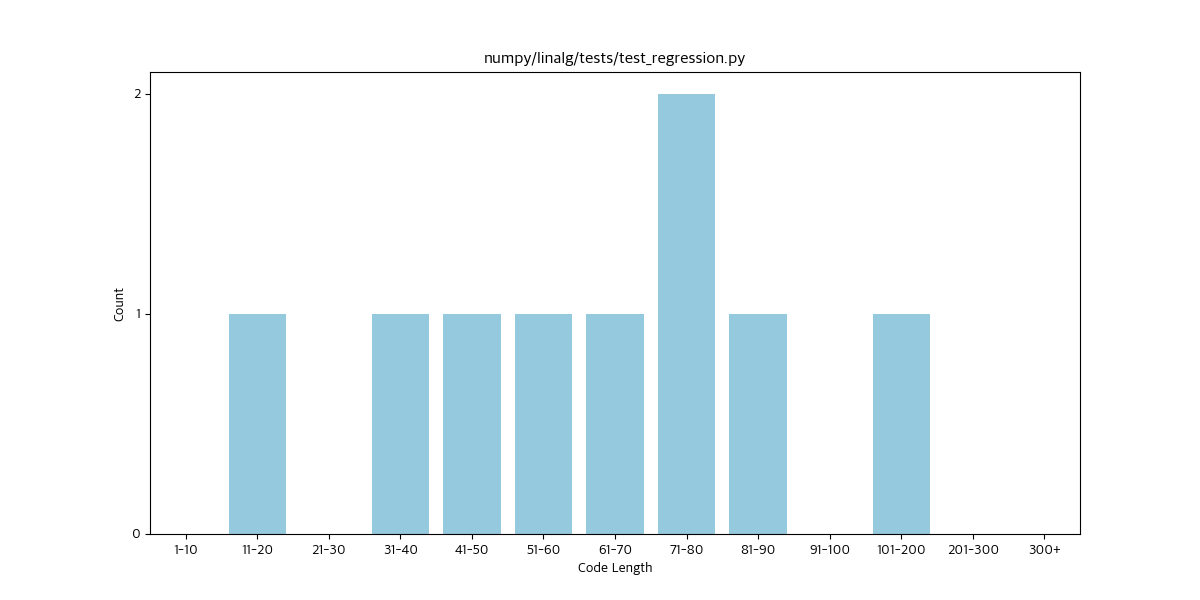 numpy/linalg/tests/test_regression.py
2
1
0
Count
1-10 11-20 21-30 31-40 41-50 51-60 61-70 71-80 81-90 91-100 101-200 201-300 300+
Code Length